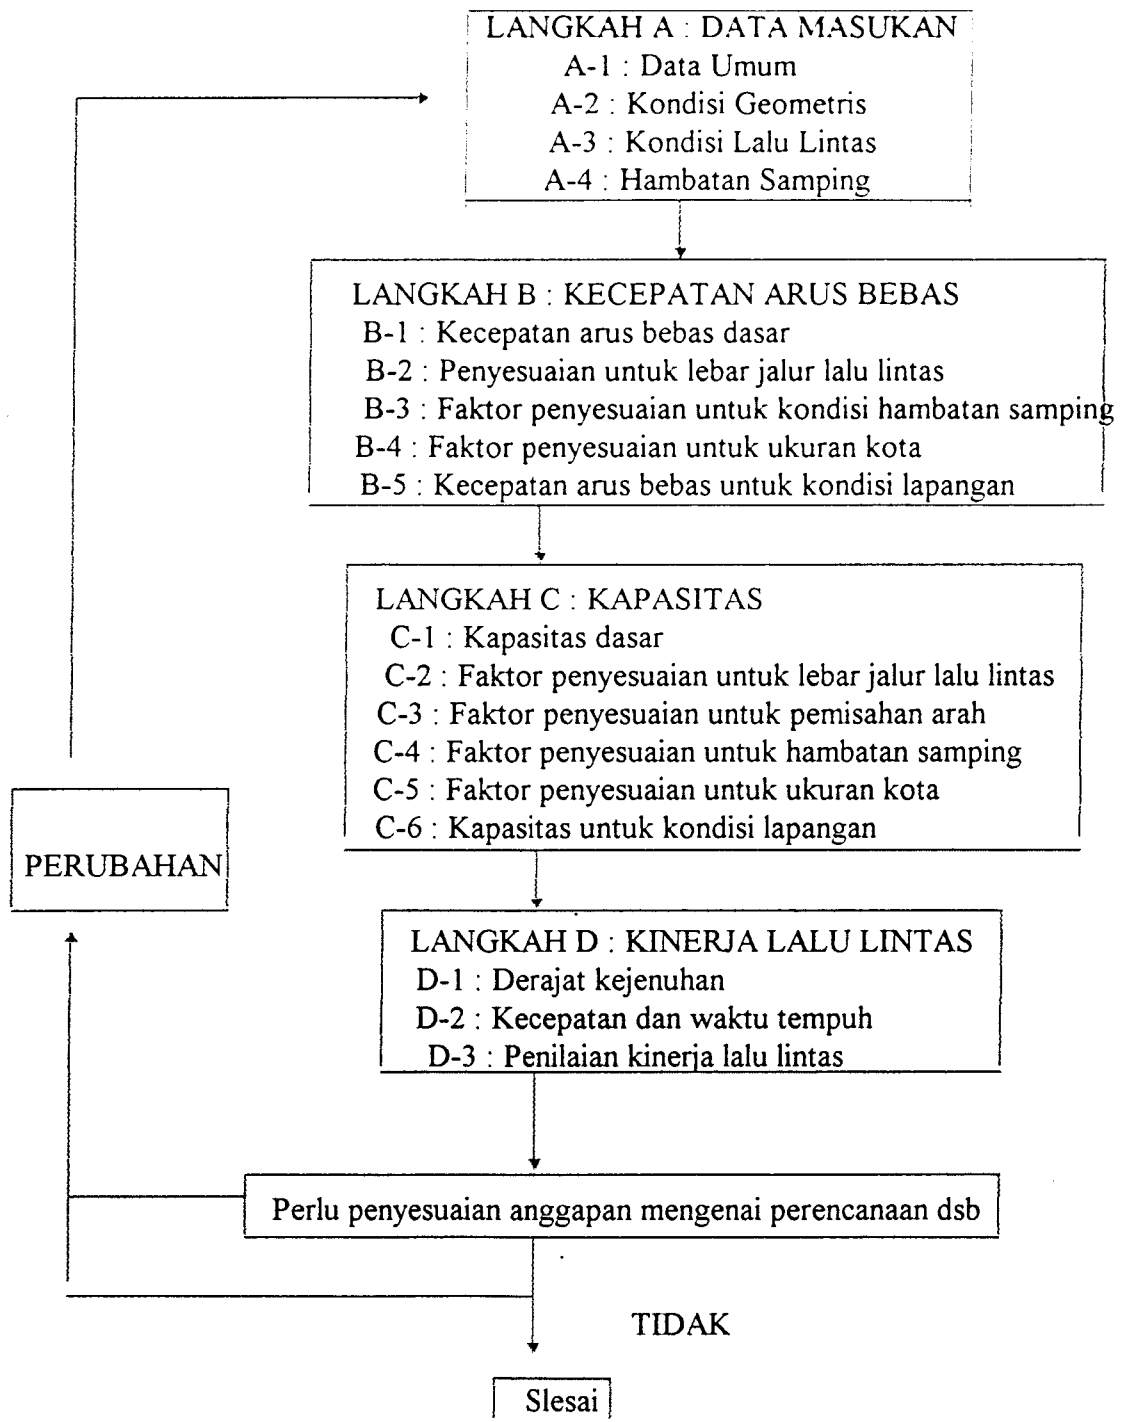 LANGKAH A : DATA MASUKAN
A-1 : Data Umum
A-2 : Kondisi Geometris
A-3 : Kondisi Lalu Lintas
A-4 : Hambatan Samping
LANGKAH B : KECEPATAN ARUS BEBAS
B-1 : Kecepatan arus bebas dasar
B-2 : Penyesuaian untuk lebar jalur lalu lintas
B-3 : Faktor penyesuaian untuk kondisi hambatan samping
B-4 : Faktor penyesuaian untuk ukuran kota
B-5 : Kecepatan arus bebas untuk kondisi lapangan
LANGKAH C : KAPASITAS
C-1 : Kapasitas dasar
C-2 : Faktor penyesuaian untuk lebar jalur lalu lintas
C-3 : Faktor penyesuaian untuk pemisahan arah
C-4 : Faktor penyesuaian untuk hambatan samping
C-5 : Faktor penyesuaian untuk ukuran kota
C-6 : Kapasitas untuk kondisi lapangan
PERUBAHAN
LANGKAH D : KINERJA LALU LINTAS
D-1 : Derajat kejenuhan
D-2 : Kecepatan dan waktu tempuh
D-3 : Penilaian kinerja lalu lintas
Perlu penyesuaian anggapan mengenai perencanaan dsb
TIDAK
Slesai